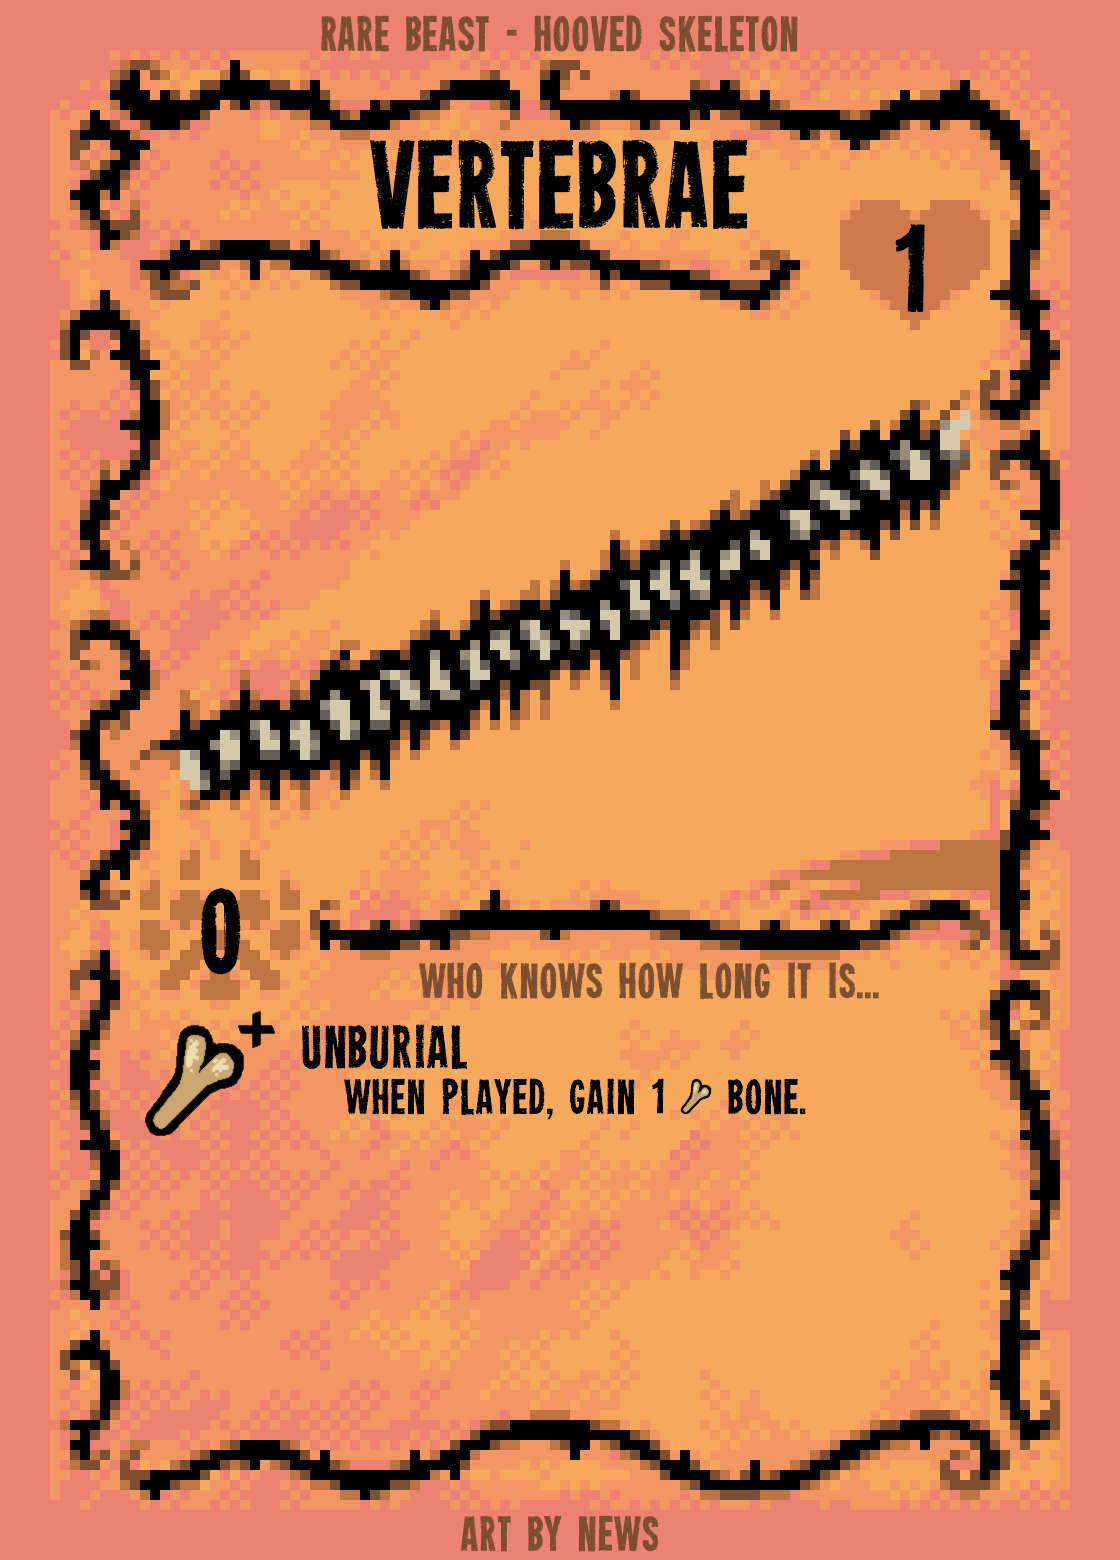 RARE BEAST - HOOVED SKELETON
VERTEBRAE
1
0
WHO KNOWS HOW LONG IT IS...
UNBURIAL
WHEN PLAYED, GAIN 1 BONE.
ART BY NEWS